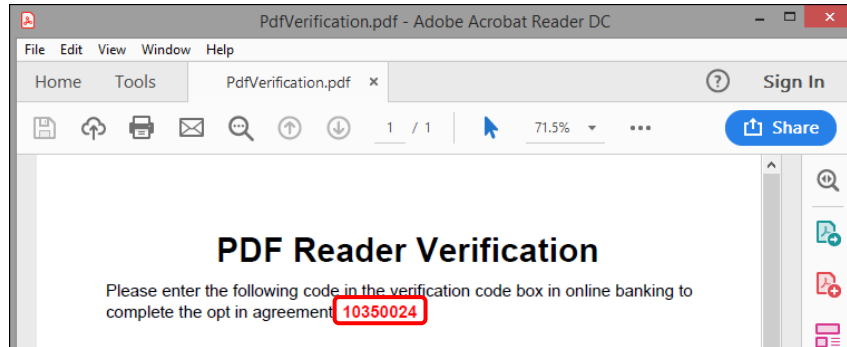 PdfVerification.pdf - Adobe Acrobat Reader DC
File Edit View Window Help
Home Tools PdfVerification.pdf × ? Sign In
1 / 1 71.5% Share
PDF Reader Verification
Please enter the following code in the verification code box in online banking to
complete the opt in agreement 10350024